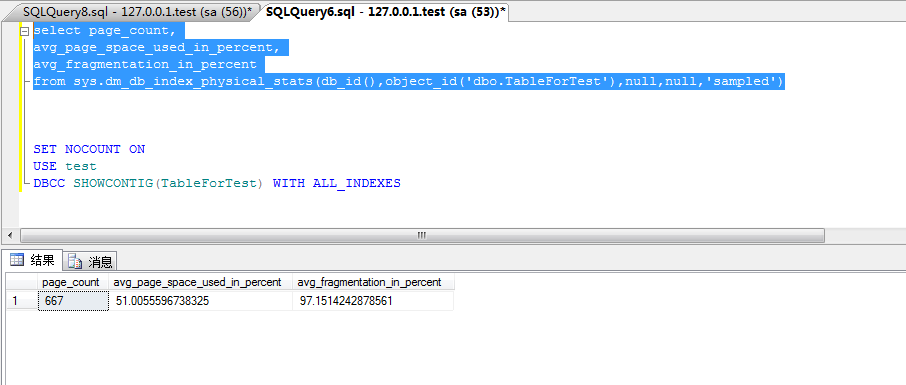 SQLQuery8.sql - 127.0.0.1.test (sa (56))* SQLQuery6.sql - 127.0.0.1.test (sa (53))*
select page_count,
avg_page_space_used_in_percent,
avg_fragmentation_in_percent
from sys.dm_db_index_physical_stats(db_id(),object_id('dbo.TableForTest'),null,null,'sampled')
SET NOCOUNT ON
USE test
DBCC SHOWCONTIG(TableForTest) WITH ALL_INDEXES
结果 消息
page_count avg_page_space_used_in_percent avg_fragmentation_in_percent
1 667 51.0055596738325 97.1514242878561